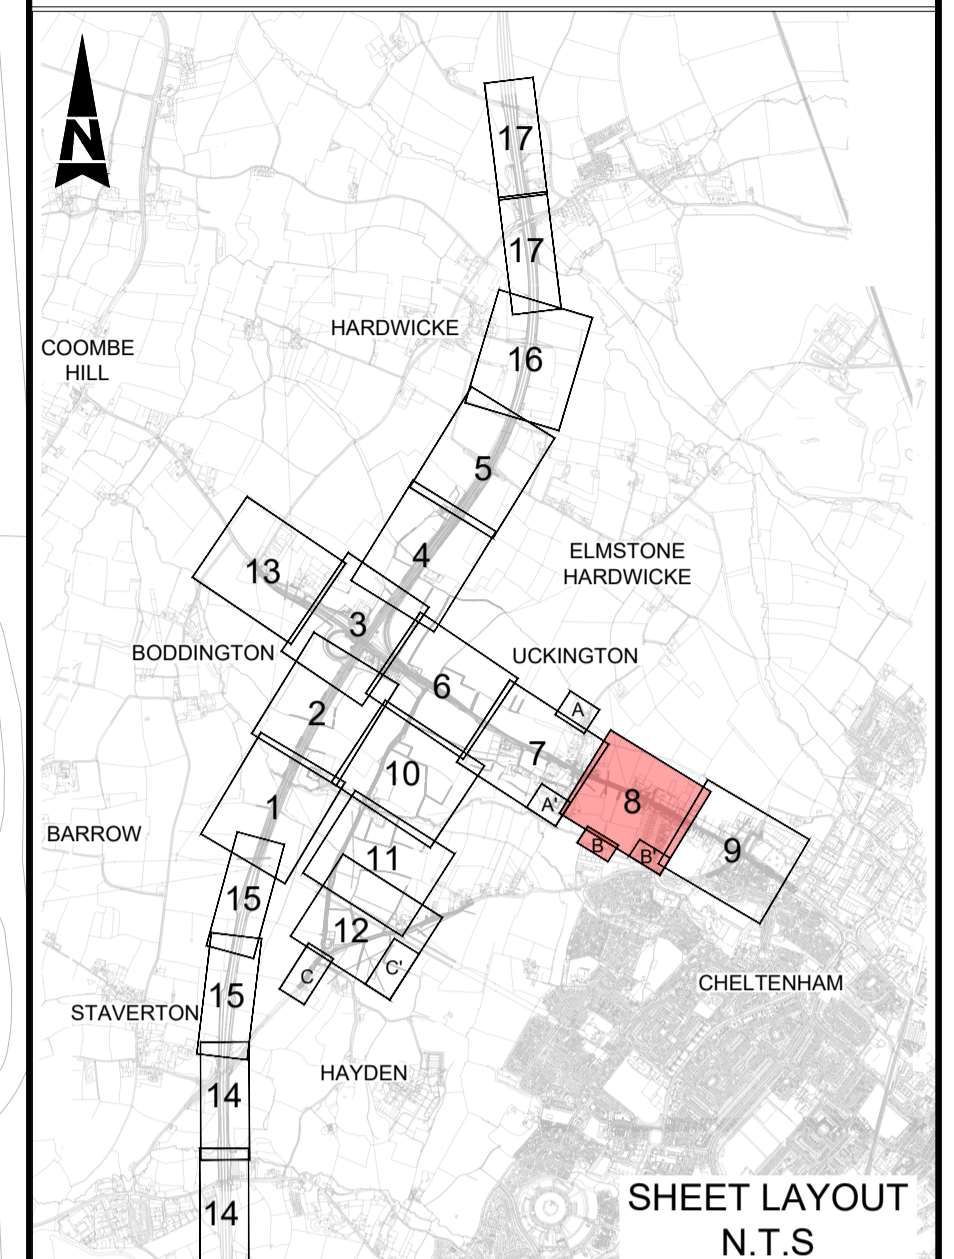 N
17
17
HARDWICKE
COOMBE
HILL
16
5
4
ELMSTONE
HARDWICKE
13
3
BODDINGTON
UCKINGTON
6
2
A
7
10
8
A'
1
BARROW
B
B'
9
11
15
12
C
C'
CHELTENHAM
15
STAVERTON
HAYDEN
14
14
SHEET LAYOUT
N.T.S